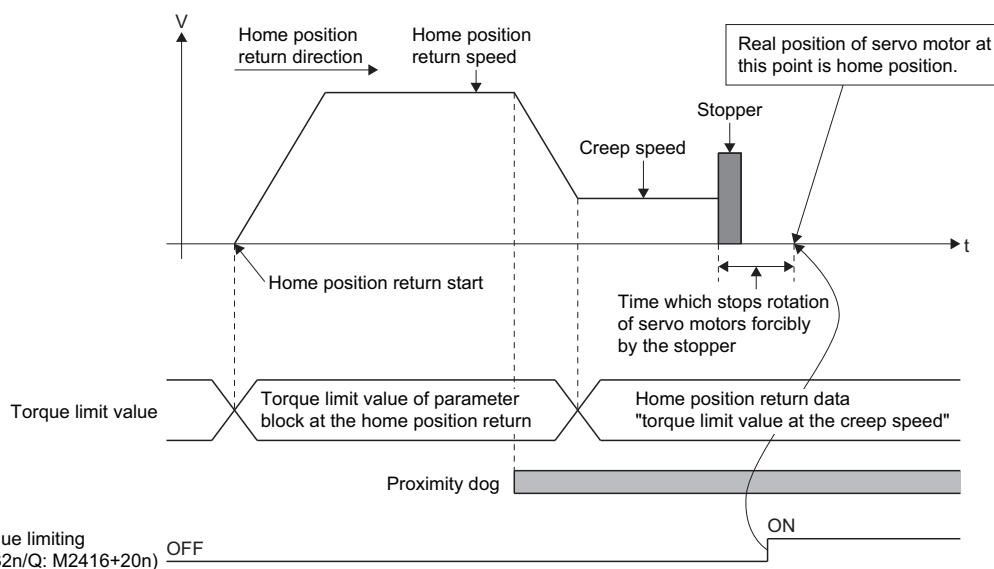 V
Home position
return direction
Home position
return speed
Real position of servo motor at
this point is home position.
Stopper
Creep speed
t
Home position return start
Time which stops rotation
of servo motors forcibly
by the stopper
Torque limit value
Torque limit value of parameter
block at the home position return
Home position return data
"torque limit value at the creep speed"
Proximity dog
ue limiting
2n/Q: M2416+20n)
OFF
ON